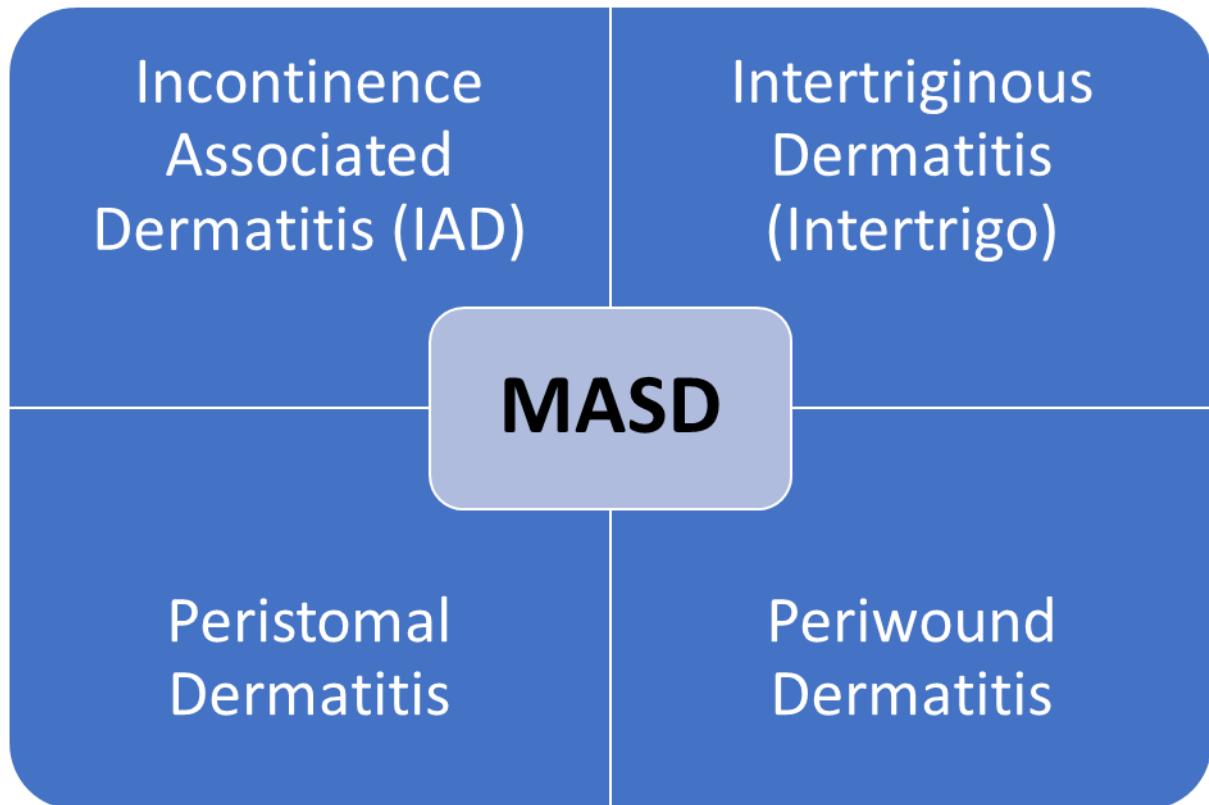 Incontinence
Associated
Dermatitis (IAD)
Intertriginous
Dermatitis
(Intertrigo)
MASD
Peristomal
Dermatitis
Periwound
Dermatitis